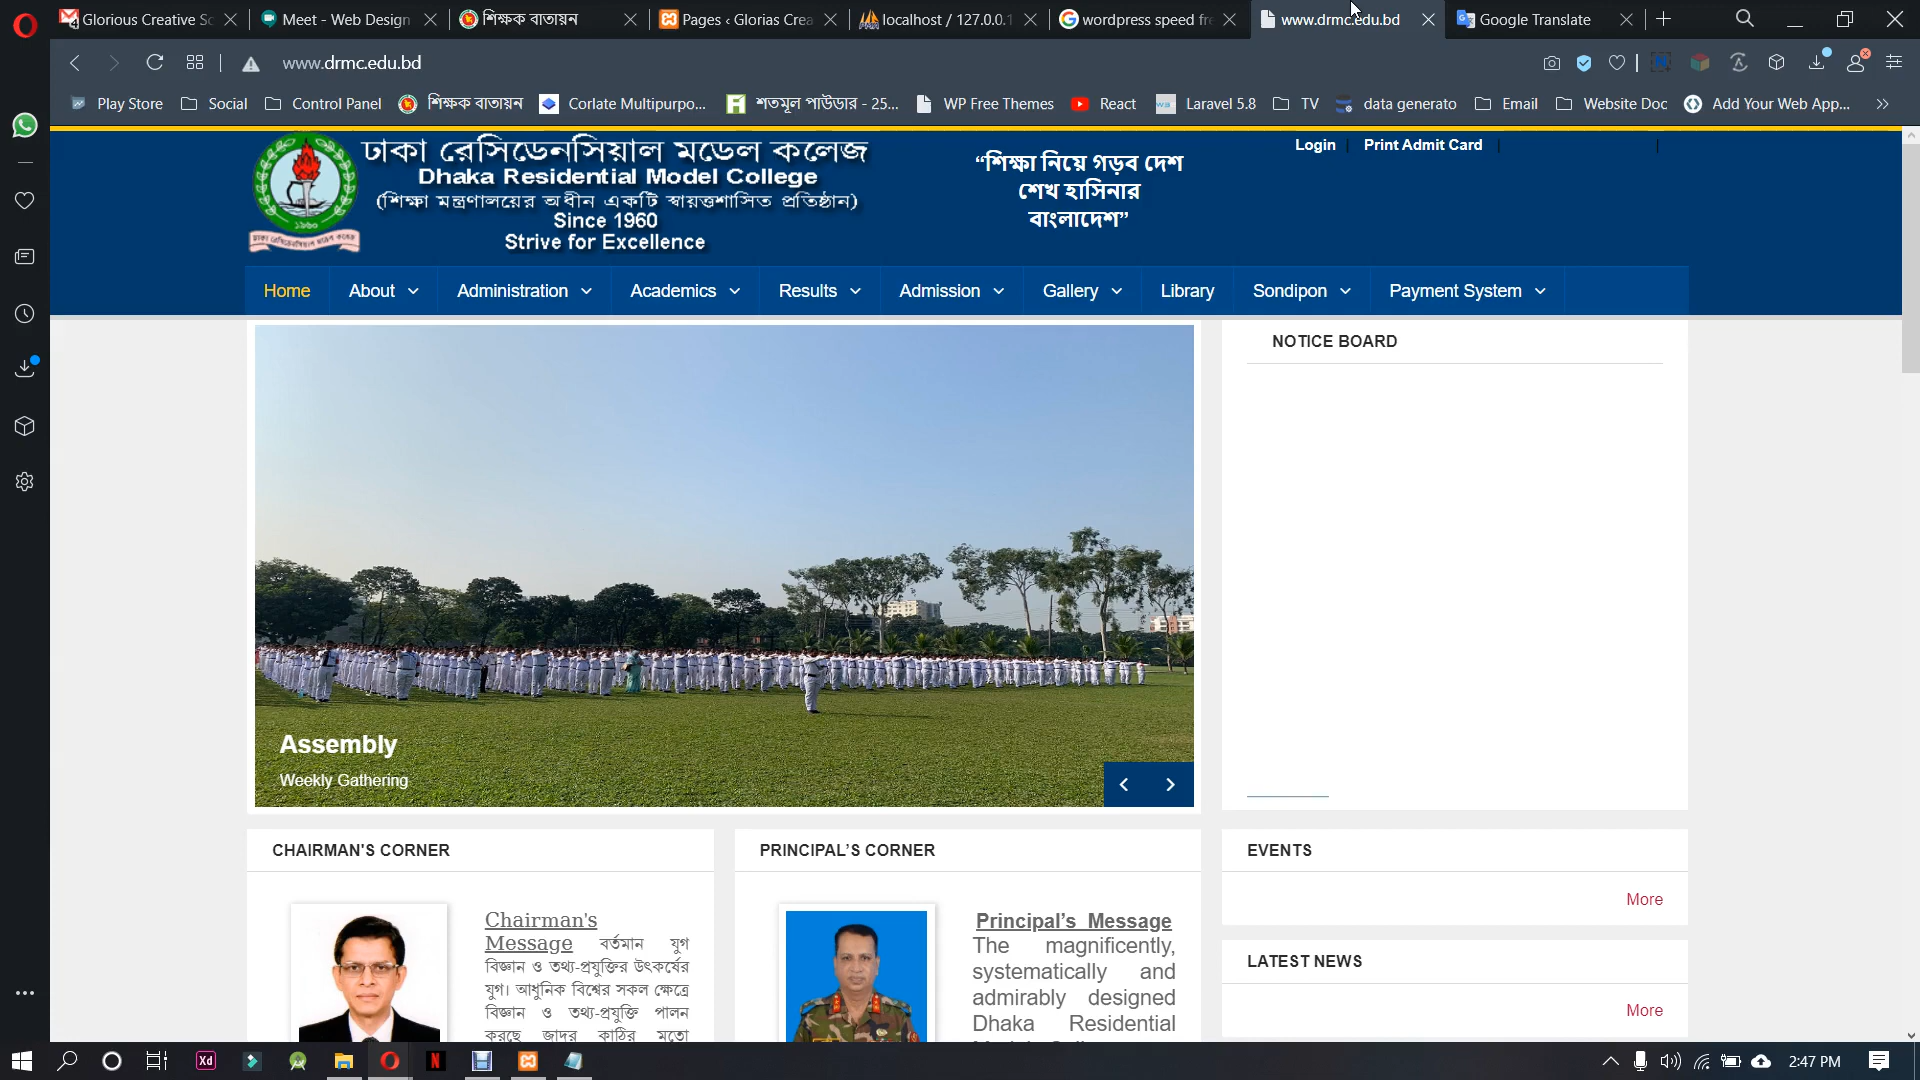 Glorious Creative Sc
Meet - Web Design
শিক্ষক বাতায়ন
Pages ‹ Glorias Crea
localhost / 127.0.0.1
wordpress speed fre
www.drmc.edu.bd
Google Translate
www.drmc.edu.bd
Play Store
Social
Control Panel
শিক্ষক বাতায়ন
Corlate Multipurpo...
শতমূল পাউডার - 25...
WP Free Themes
React
Laravel 5.8
TV
data generato
Email
Website Doc
Add Your Web App...
ঢাকা রেসিডেনসিয়াল মডেল কলেজ
Dhaka Residential Model College
(শিক্ষা মন্ত্রণালয়ের অধীন একটি স্বায়ত্তশাসিত প্রতিষ্ঠান)
Since 1960
Strive for Excellence
১৯৬০
“শিক্ষা নিয়ে গড়ব দেশ
শেখ হাসিনার
বাংলাদেশ”
Login
Print Admit Card
Home
About
Administration
Academics
Results
Admission
Gallery
Library
Sondipon
Payment System
NOTICE BOARD
Assembly
Weekly Gathering
CHAIRMAN'S CORNER
Chairman's
Message বর্তমান যুগ
বিজ্ঞান ও তথ্য-প্রযুক্তির উৎকর্ষের
যুগ। আধুনিক বিশ্বের সকল ক্ষেত্রে
বিজ্ঞান ও তথ্য-প্রযুক্তি পালন
করছে জাদুর কাঠির মতো
PRINCIPAL’S CORNER
Principal’s Message
The magnificently,
systematically and
admirably designed
Dhaka Residential
EVENTS
More
LATEST NEWS
More
Xd
2:47 PM